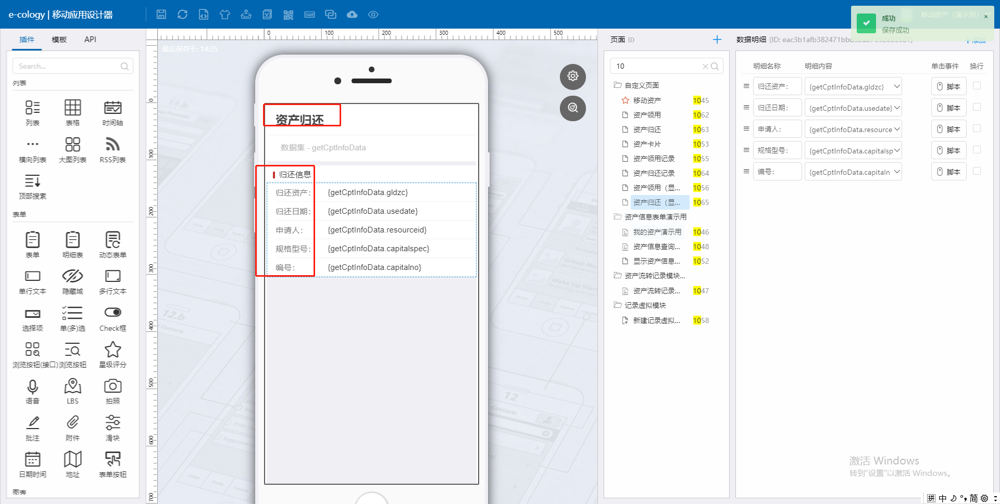 e-cology | 移动应用设计器
成功
保存成功
移动资产（演示用）
插件
模板
API
Search...
列表
列表
表格
时间轴
横向列表
大图列表
RSS列表
顶部搜索
表单
表单
明细表
动态表单
单行文本
隐藏域
多行文本
选择项
单(多)选
Check框
浏览按钮(接口)
浏览按钮
星级评分
语音
LBS
拍照
批注
附件
滑块
日期时间
地址
表单按钮
图表
0
100
200
300
400
500
0
100
200
300
400
500
600
700
最后保存于: 14:25
资产归还
数据集 - getCptInfoData
归还信息
归还资产: {getCptInfoData.gldzc}
归还日期: {getCptInfoData.usedate}
申请人: {getCptInfoData.resourceid}
规格型号: {getCptInfoData.capitalspec}
编号: {getCptInfoData.capitalno}
页面 ID
10
自定义页面
移动资产 1045
资产领用 1062
资产归还 1063
资产卡片 1053
资产领用记录 1055
资产归还记录 1064
资产领用（显... 1056
资产归还（显... 1065
资产信息表单演示用
我的资产演示用 1046
资产信息查询... 1048
显示资产信息... 1052
资产流转记录模块...
资产流转记录... 1047
记录虚拟模块
新建记录虚拟... 1058
数据明细
添加
明细名称 明细内容 单击事件 换行
归还资产: {getCptInfoData.gldzc} 脚本
归还日期: {getCptInfoData.usedate} 脚本
申请人: {getCptInfoData.resource 脚本
规格型号: {getCptInfoData.capitalsp 脚本
编号: {getCptInfoData.capitaln 脚本
激活 Windows
转到“设置”以激活 Windows。
拼 中 简